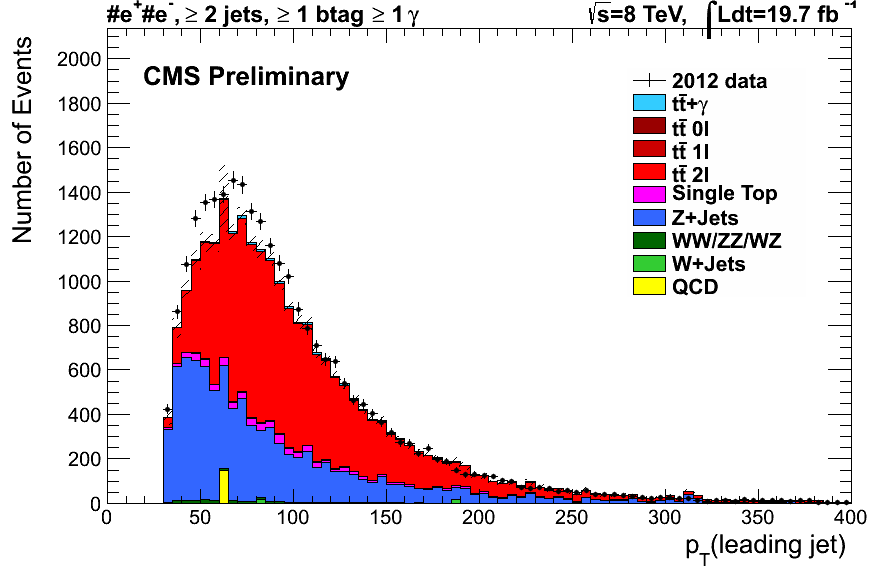 #e⁺#e⁻, ≥ 2 jets, ≥ 1 btag ≥ 1 γ √s=8 TeV, ∫Ldt=19.7 fb⁻¹
CMS Preliminary
Number of Events
2000
1800
1600
1400
1200
1000
800
600
400
200
0
2012 data
tt̄+γ
tt̄ 0l
tt̄ 1l
tt̄ 2l
Single Top
Z+Jets
WW/ZZ/WZ
W+Jets
QCD
0 50 100 150 200 250 300 350 400
p_T(leading jet)